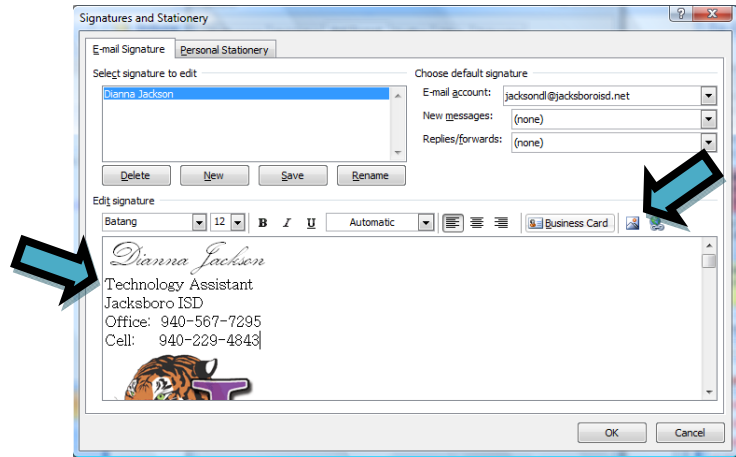 Signatures and Stationery
E-mail Signature Personal Stationery
Select signature to edit
Choose default signature
Dianna Jackson
E-mail account: jacksondl@jacksboroisd.net
New messages: (none)
Replies/forwards: (none)
Delete New Save Rename
Edit signature
Batang 12 B I U Automatic Business Card
Dianna Jackson
Technology Assistant
Jacksboro ISD
Office: 940-567-7295
Cell: 940-229-4843
J
OK Cancel